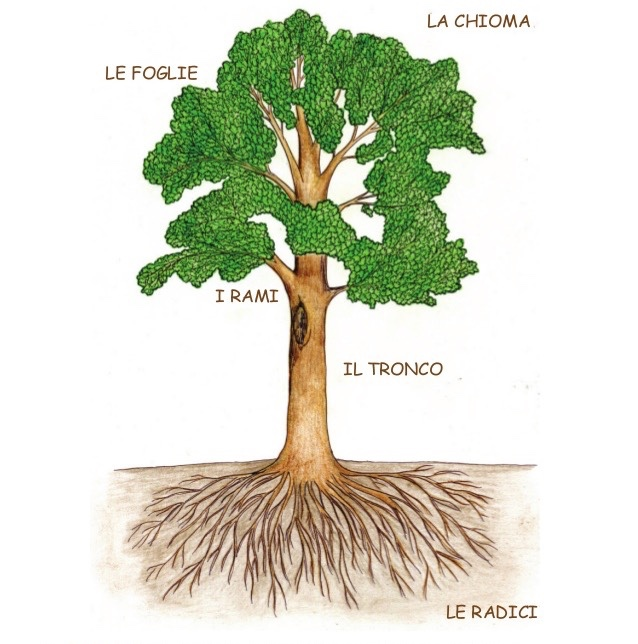 LA CHIOMA
LE FOGLIE
I RAMI
IL TRONCO
LE RADICI